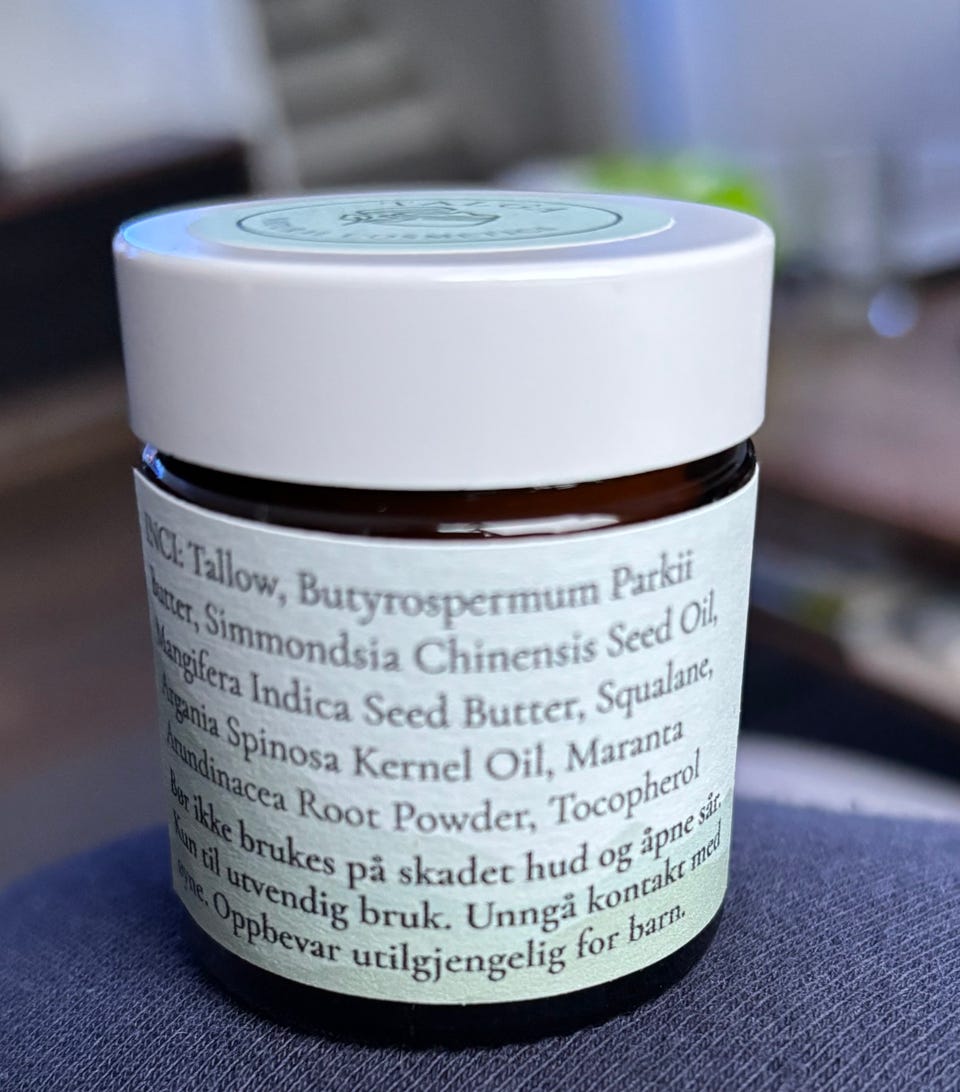 COSMETICS
INCI: Tallow, Butyrospermum Parkii
Butter, Simmondsia Chinensis Seed Oil,
Mangifera Indica Seed Butter, Squalane,
Argania Spinosa Kernel Oil, Maranta
Arundinacea Root Powder, Tocopherol
Bør ikke brukes på skadet hud og åpne sår.
Kun til utvendig bruk. Unngå kontakt med
øyne. Oppbevar utilgjengelig for barn.